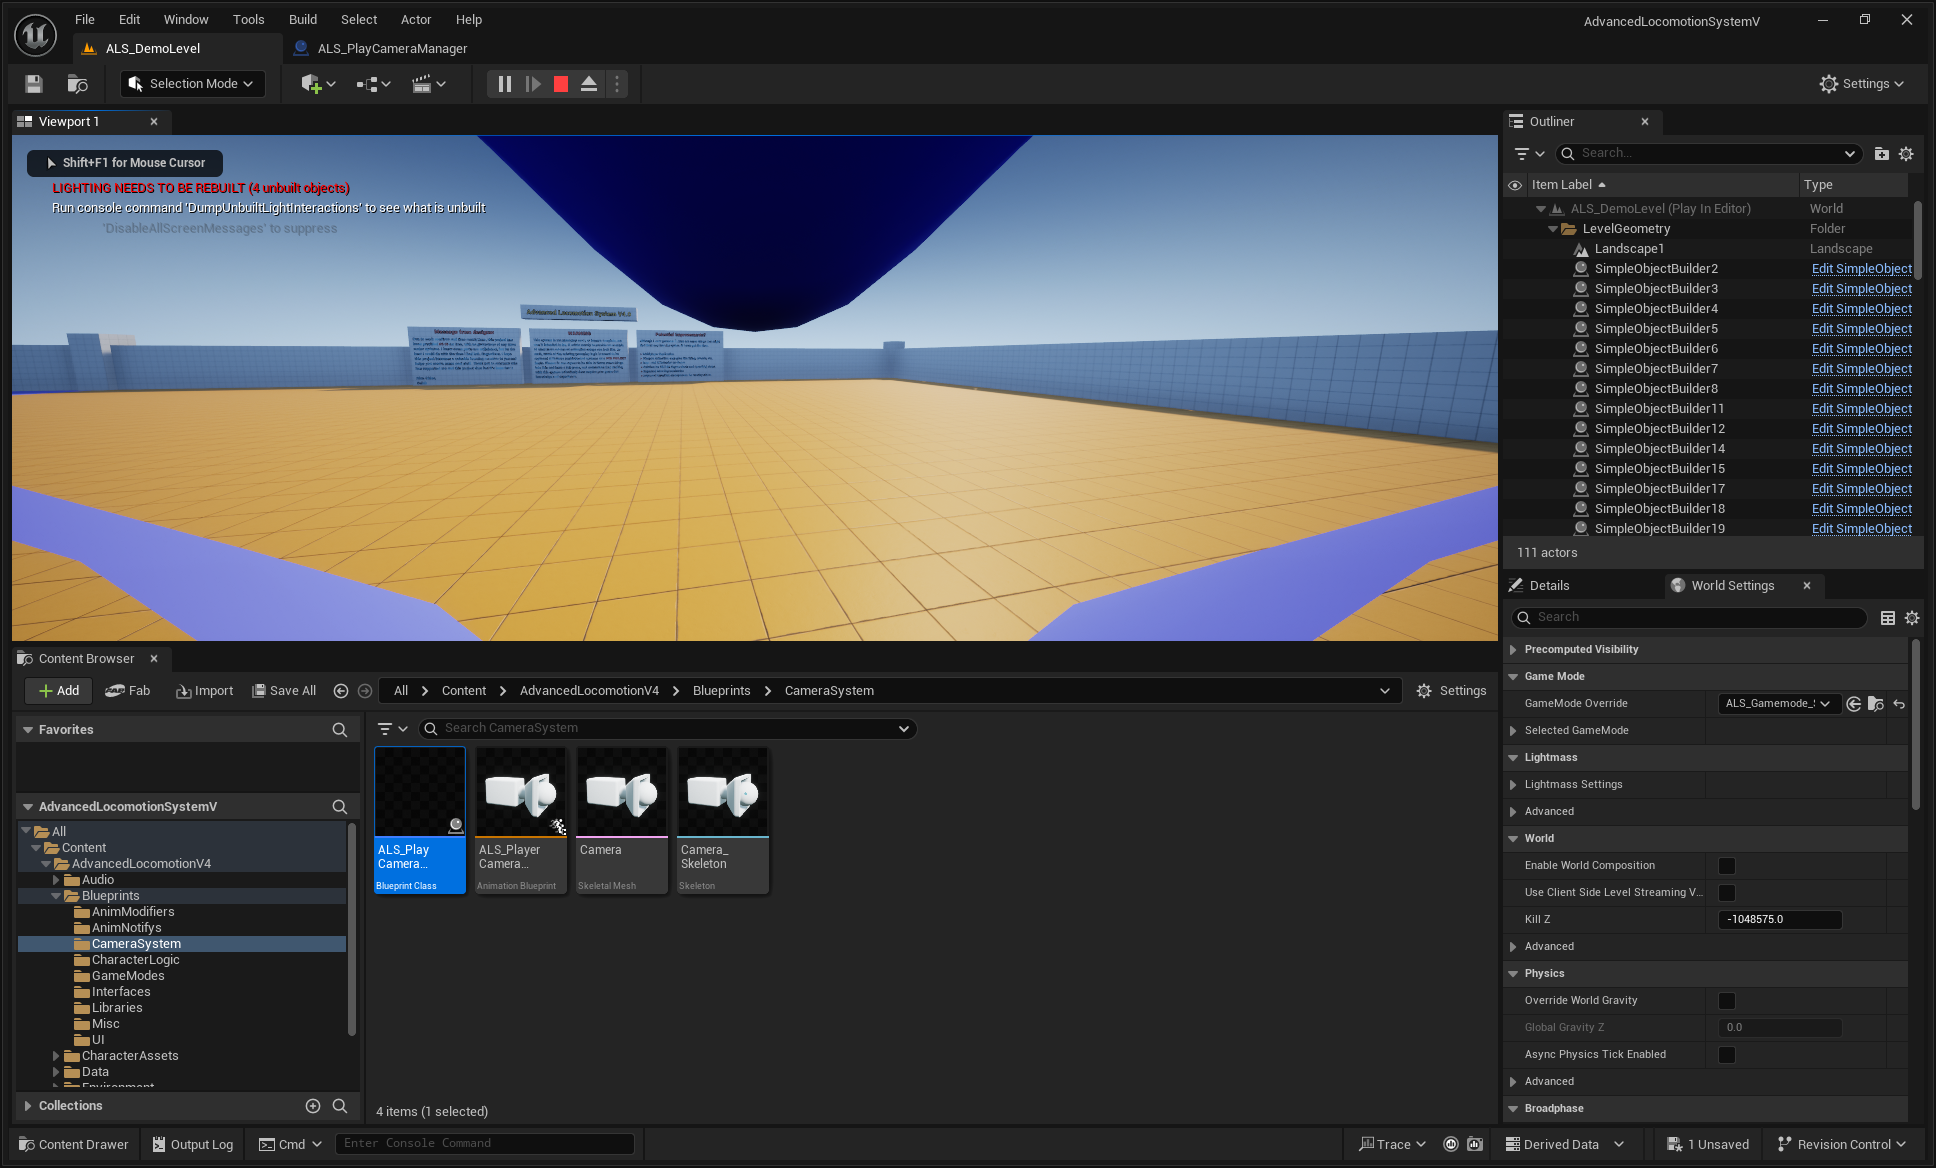 File Edit Window Tools Build Select Actor Help
AdvancedLocomotionSystemV
ALS_DemoLevel
ALS_PlayCameraManager
Selection Mode
Settings
Viewport 1
Shift+F1 for Mouse Cursor
LIGHTING NEEDS TO BE REBUILT (4 unbuilt objects)
Run console command 'DumpUnbuiltLightInteractions' to see what is unbuilt
'DisableAllScreenMessages' to suppress
Advanced Locomotion System V4.0
Outliner
Search...
Item Label Type
ALS_DemoLevel (Play In Editor) World
LevelGeometry Folder
Landscape1 Landscape
SimpleObjectBuilder2 Edit SimpleObject
SimpleObjectBuilder3 Edit SimpleObject
SimpleObjectBuilder4 Edit SimpleObject
SimpleObjectBuilder5 Edit SimpleObject
SimpleObjectBuilder6 Edit SimpleObject
SimpleObjectBuilder7 Edit SimpleObject
SimpleObjectBuilder8 Edit SimpleObject
SimpleObjectBuilder11 Edit SimpleObject
SimpleObjectBuilder12 Edit SimpleObject
SimpleObjectBuilder14 Edit SimpleObject
SimpleObjectBuilder15 Edit SimpleObject
SimpleObjectBuilder17 Edit SimpleObject
SimpleObjectBuilder18 Edit SimpleObject
SimpleObjectBuilder19 Edit SimpleObject
111 actors
Details
World Settings
Search
Precomputed Visibility
Game Mode
GameMode Override ALS_Gamemode_
Selected GameMode
Lightmass
Lightmass Settings
Advanced
World
Enable World Composition
Use Client Side Level Streaming V...
Kill Z -1048575.0
Advanced
Physics
Override World Gravity
Global Gravity Z 0.0
Async Physics Tick Enabled
Advanced
Broadphase
Content Browser
Add Fab Import Save All
All > Content > AdvancedLocomotionV4 > Blueprints > CameraSystem
Settings
Favorites
AdvancedLocomotionSystemV
All
Content
AdvancedLocomotionV4
Audio
Blueprints
AnimModifiers
AnimNotifys
CameraSystem
CharacterLogic
GameModes
Interfaces
Libraries
Misc
UI
CharacterAssets
Data
Environment
Collections
Search CameraSystem
ALS_Play
Camera...
Blueprint Class
ALS_Player
Camera...
Animation Blueprint
Camera
Skeletal Mesh
Camera_
Skeleton
Skeleton
4 items (1 selected)
Content Drawer Output Log Cmd Enter Console Command
Trace Derived Data 1 Unsaved Revision Control